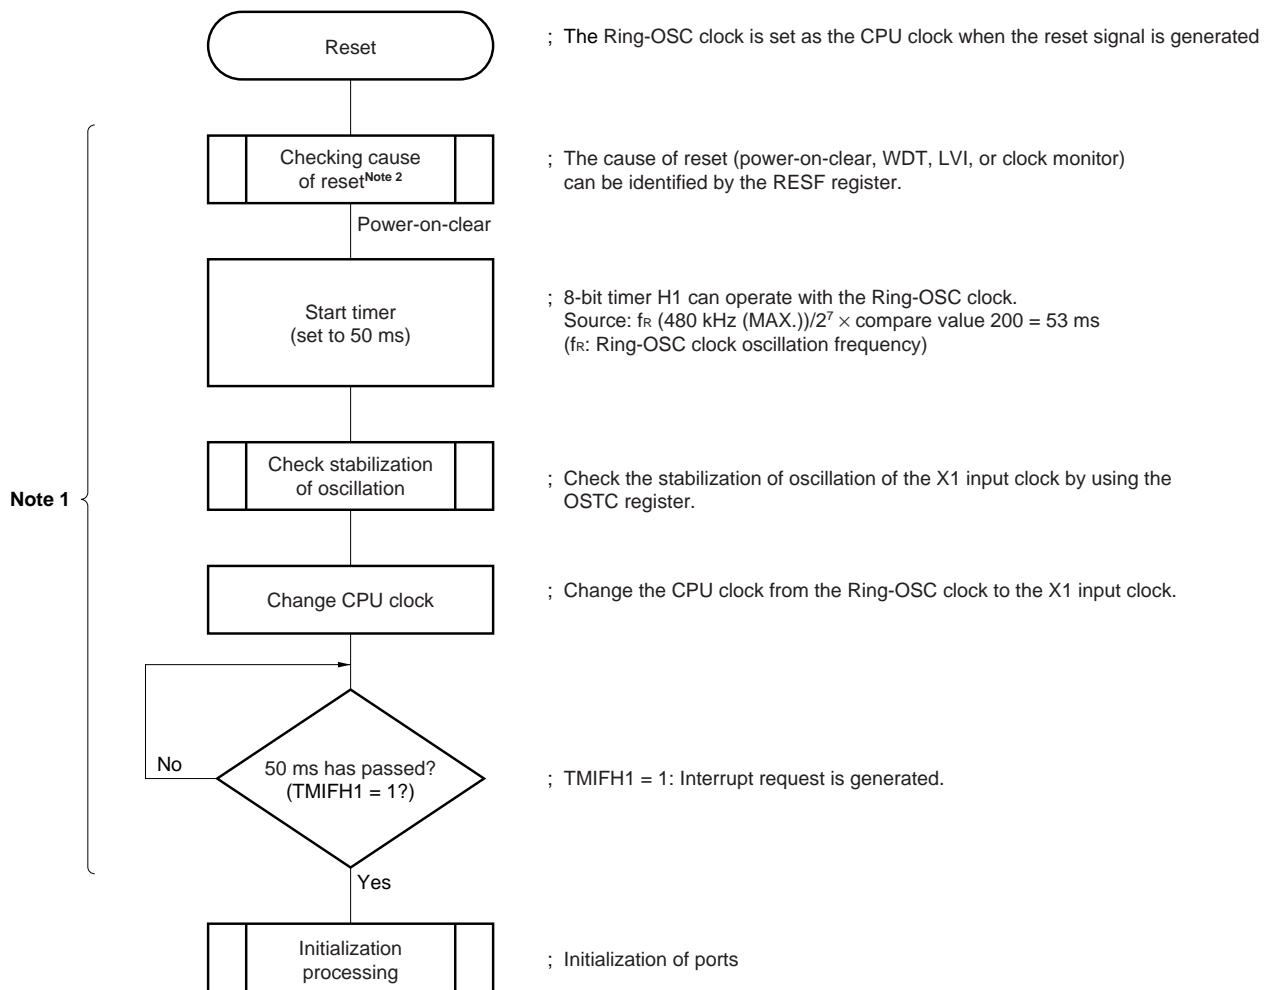 Reset
; The Ring-OSC clock is set as the CPU clock when the reset signal is generated
Checking cause
of reset Note 2
; The cause of reset (power-on-clear, WDT, LVI, or clock monitor)
can be identified by the RESF register.
Power-on-clear
Start timer
(set to 50 ms)
; 8-bit timer H1 can operate with the Ring-OSC clock.
Source: fR (480 kHz (MAX.))/2⁷ × compare value 200 = 53 ms
(fR: Ring-OSC clock oscillation frequency)
Note 1
Check stabilization
of oscillation
; Check the stabilization of oscillation of the X1 input clock by using the
OSTC register.
Change CPU clock
; Change the CPU clock from the Ring-OSC clock to the X1 input clock.
No
50 ms has passed?
(TMIFH1 = 1?)
; TMIFH1 = 1: Interrupt request is generated.
Yes
Initialization
processing
; Initialization of ports